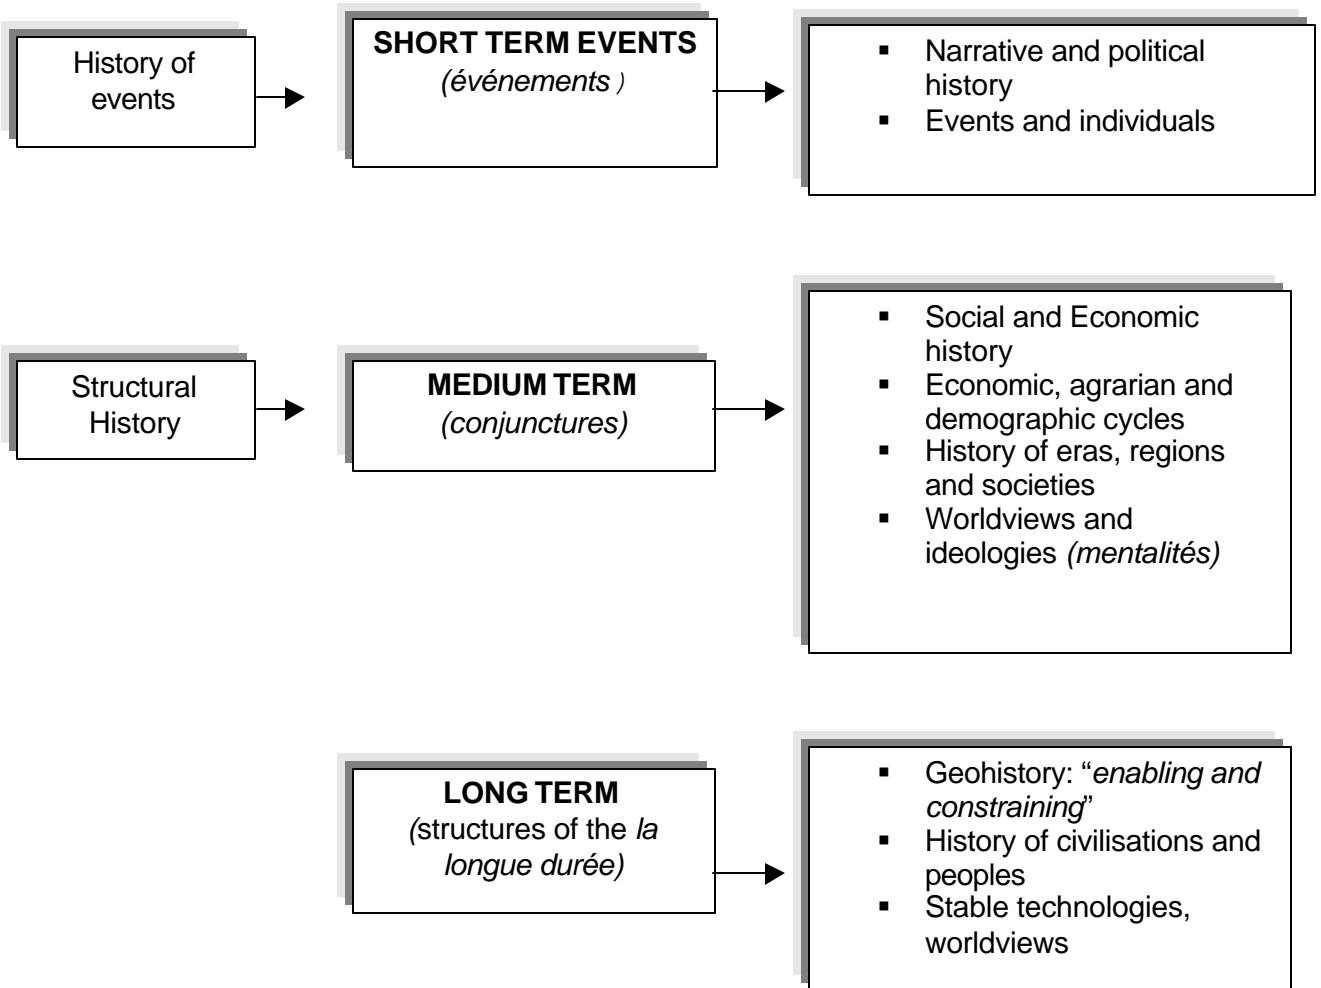 History of
events
SHORT TERM EVENTS
(événements )
▪ Narrative and political
history
▪ Events and individuals
Structural
History
MEDIUM TERM
(conjunctures)
▪ Social and Economic
history
▪ Economic, agrarian and
demographic cycles
▪ History of eras, regions
and societies
▪ Worldviews and
ideologies (mentalités)
LONG TERM
(structures of the la
longue durée)
▪ Geohistory: “enabling and
constraining”
▪ History of civilisations and
peoples
▪ Stable technologies,
worldviews